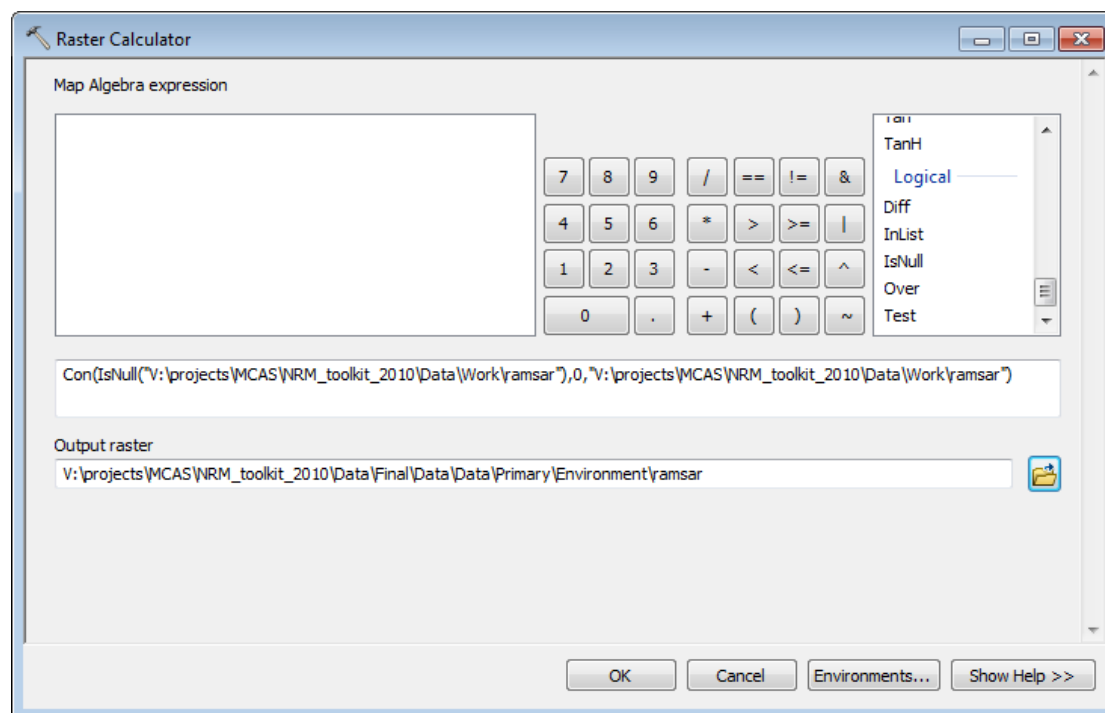 Raster Calculator
Map Algebra expression
7 8 9 / == != &
4 5 6 * > >= |
1 2 3 - < <= ^
0 . + ( ) ~
Tan
TanH
Logical
Diff
InList
IsNull
Over
Test
Con(IsNull("V:\projects\MCAS\NRM_toolkit_2010\Data\Work\ramsar"),0,"V:\projects\MCAS\NRM_toolkit_2010\Data\Work\ramsar")
Output raster
V:\projects\MCAS\NRM_toolkit_2010\Data\Final\Data\Data\Primary\Environment\ramsar
OK Cancel Environments... Show Help >>